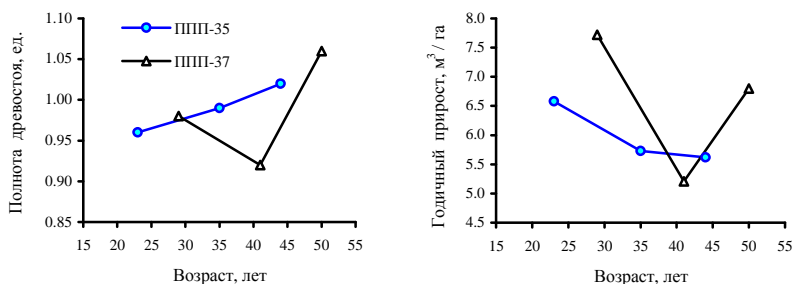 Полнота древостоя, ед.
1.10
1.05
1.00
0.95
0.90
0.85
15 20 25 30 35 40 45 50 55
Возраст, лет
ППП-35
ППП-37
Годичный прирост, м³ / га
8.0
7.5
7.0
6.5
6.0
5.5
5.0
4.5
15 20 25 30 35 40 45 50 55
Возраст, лет